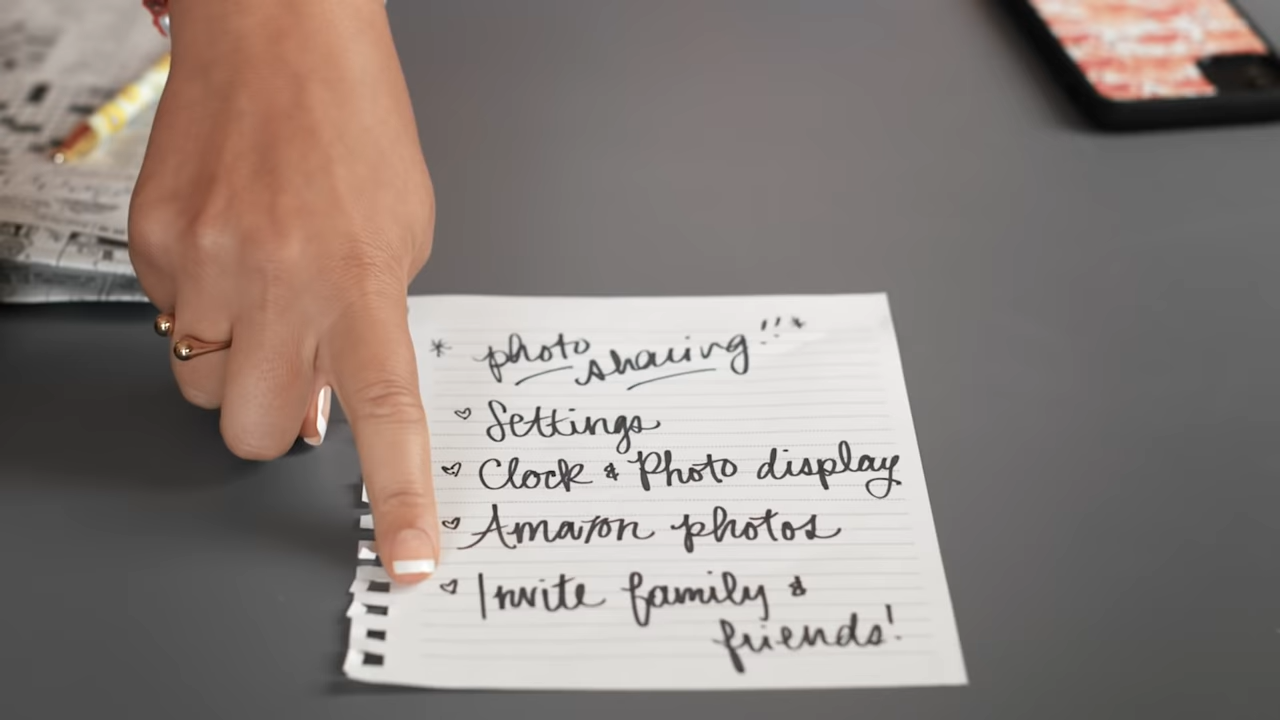 * photo sharing!!*
♡ Settings
♡ Clock & Photo display
♡ Amazon photos
♡ Invite family &
friends!